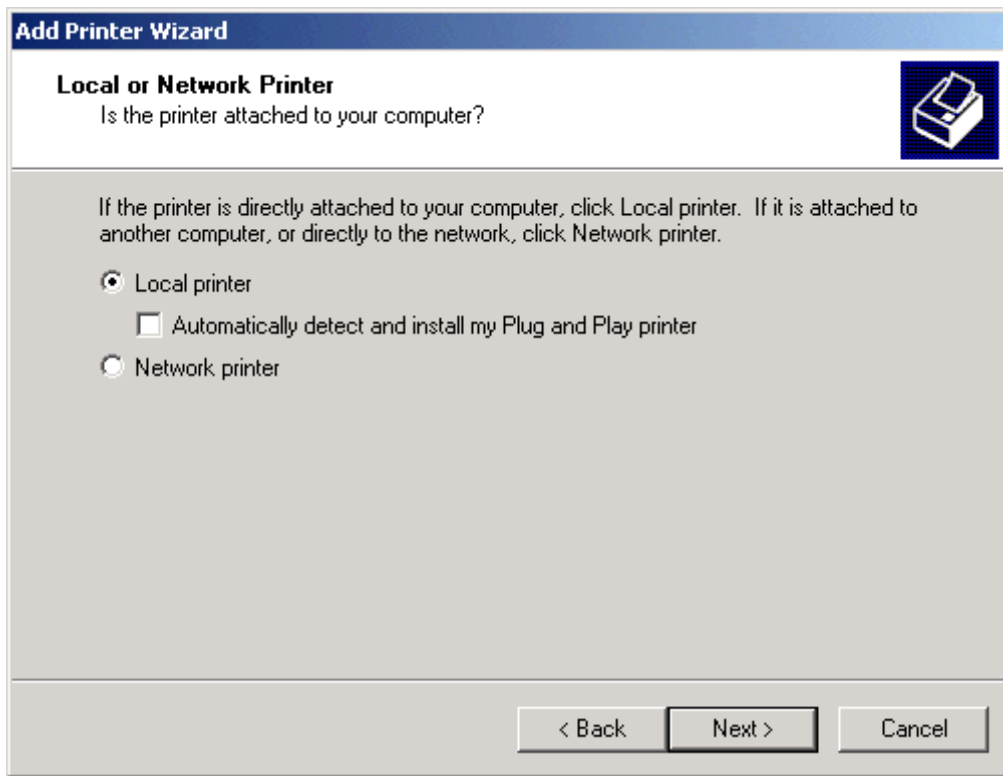 Add Printer Wizard
Local or Network Printer
Is the printer attached to your computer?
If the printer is directly attached to your computer, click Local printer.  If it is attached to
another computer, or directly to the network, click Network printer.
Local printer
Automatically detect and install my Plug and Play printer
Network printer
< Back Next > Cancel